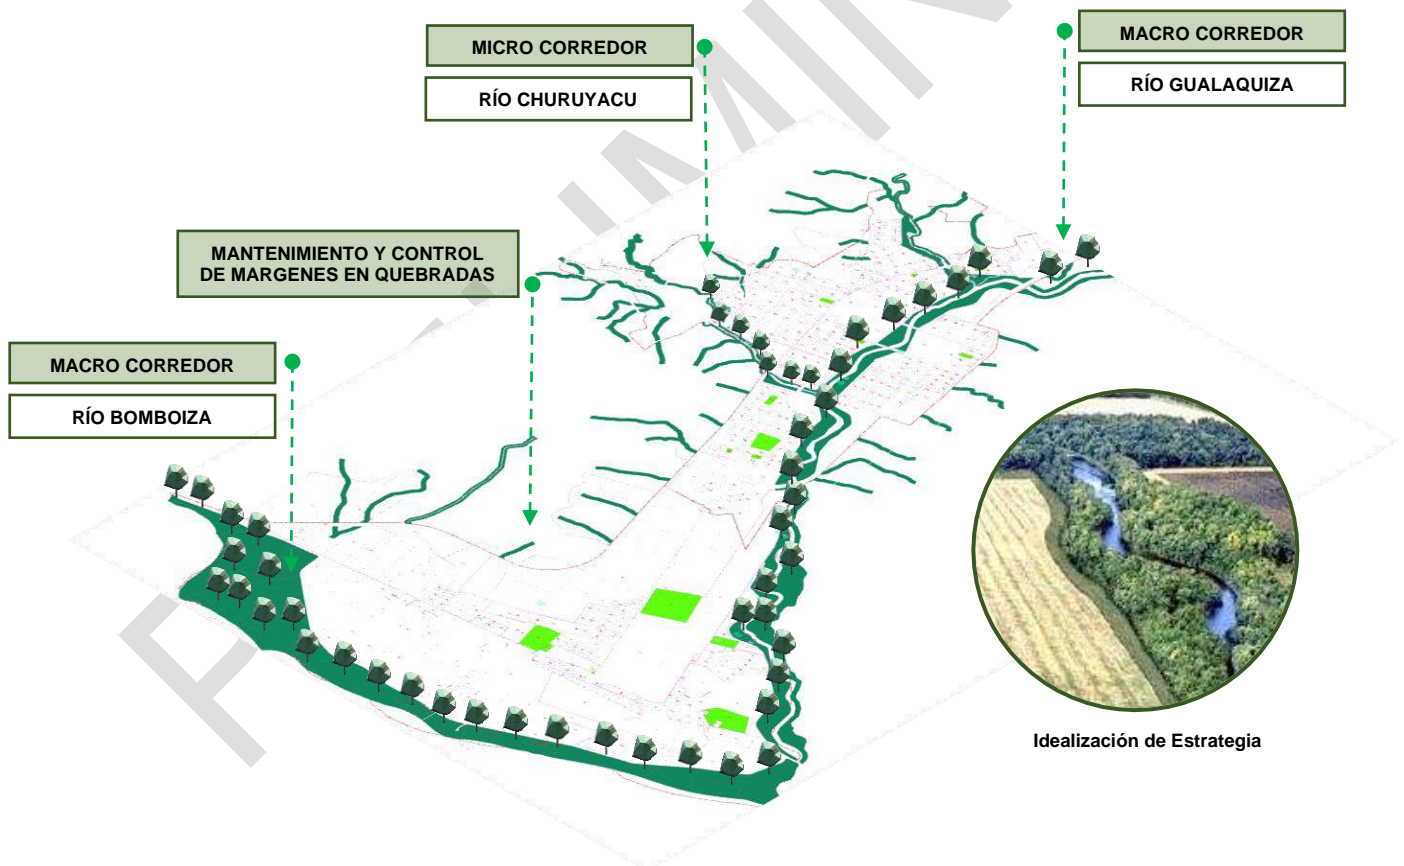 MICRO CORREDOR
RÍO CHURUYACU
MACRO CORREDOR
RÍO GUALAQUIZA
MANTENIMIENTO Y CONTROL
DE MARGENES EN QUEBRADAS
MACRO CORREDOR
RÍO BOMBOIZA
Idealización de Estrategia